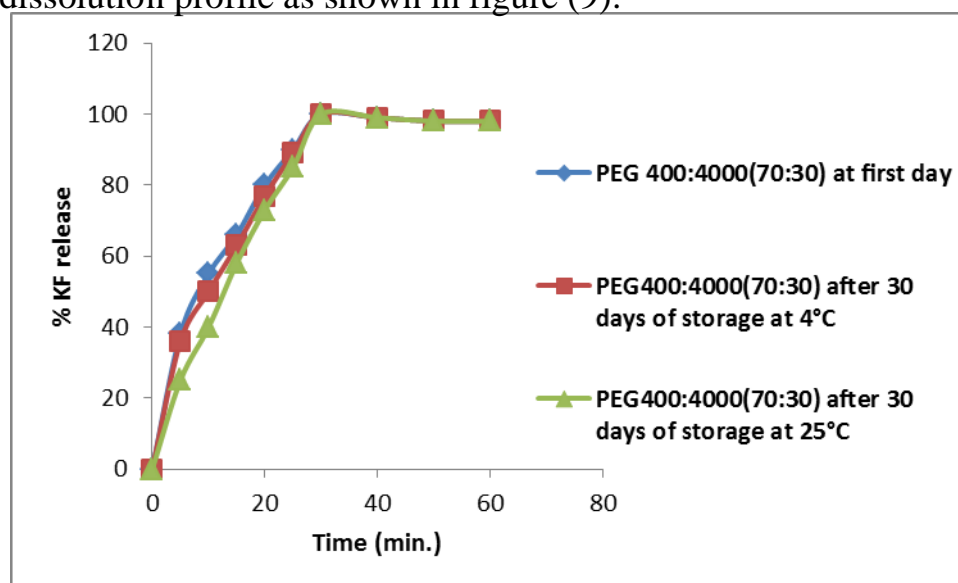 dissolution profile as shown in figure (9).
120
100
80
60
40
20
0
% KF release
0 20 40 60 80
Time (min.)
PEG 400:4000(70:30) at first day
PEG400:4000(70:30) after 30
days of storage at 4°C
PEG400:4000(70:30) after 30
days of storage at 25°C